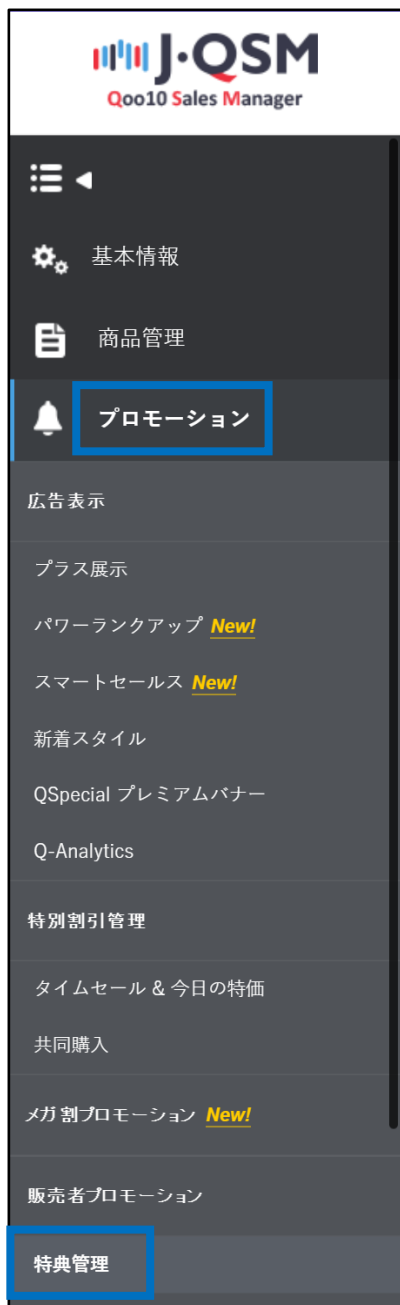 J·QSM
Qoo10 Sales Manager
基本情報
商品管理
プロモーション
広告表示
プラス展示
パワーランクアップ New!
スマートセールス New!
新着スタイル
QSpecial プレミアムバナー
Q-Analytics
特別割引管理
タイムセール & 今日の特価
共同購入
メガ割プロモーション New!
販売者プロモーション
特典管理